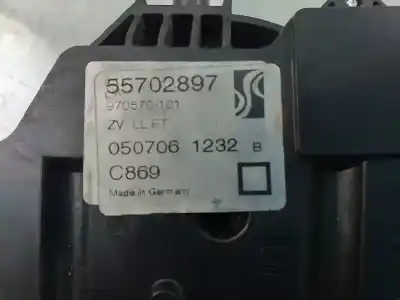 55702897
970570/101
ZV LL FT
050706 1232 B
C869
Made in Germany